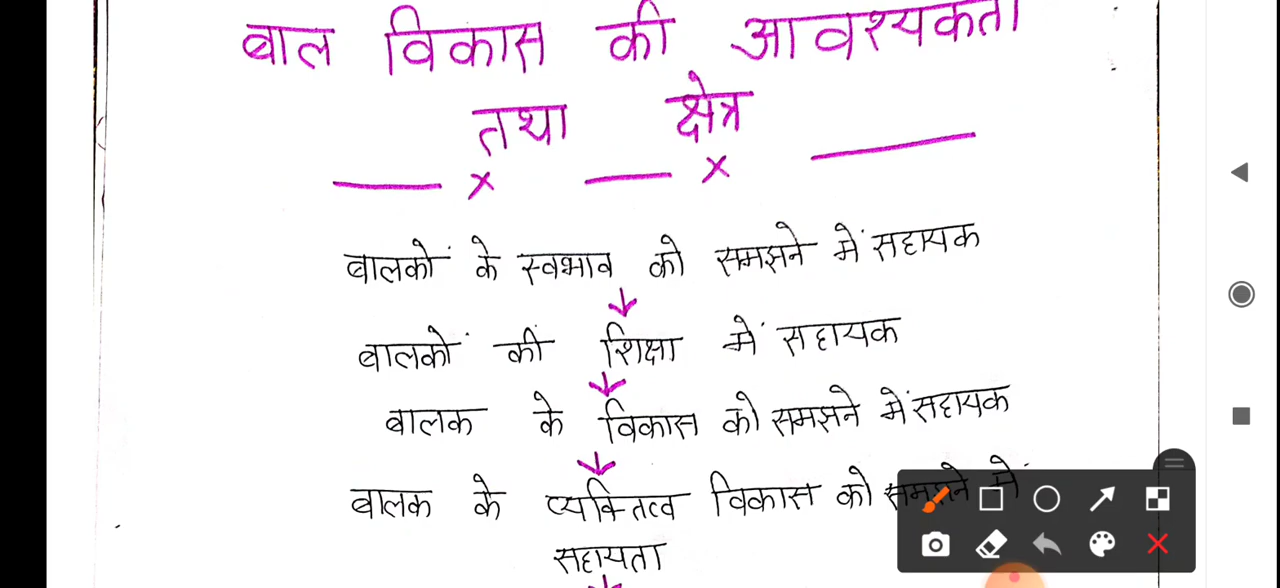 बाल विकास की आवश्यकता
तथा क्षेत्र
बालकों के स्वभाव को समझने में सहायक
बालकों की शिक्षा में सहायक
बालक के विकास को समझने में सहायक
बालक के व्यक्तित्व विकास को समझने में
सहायता